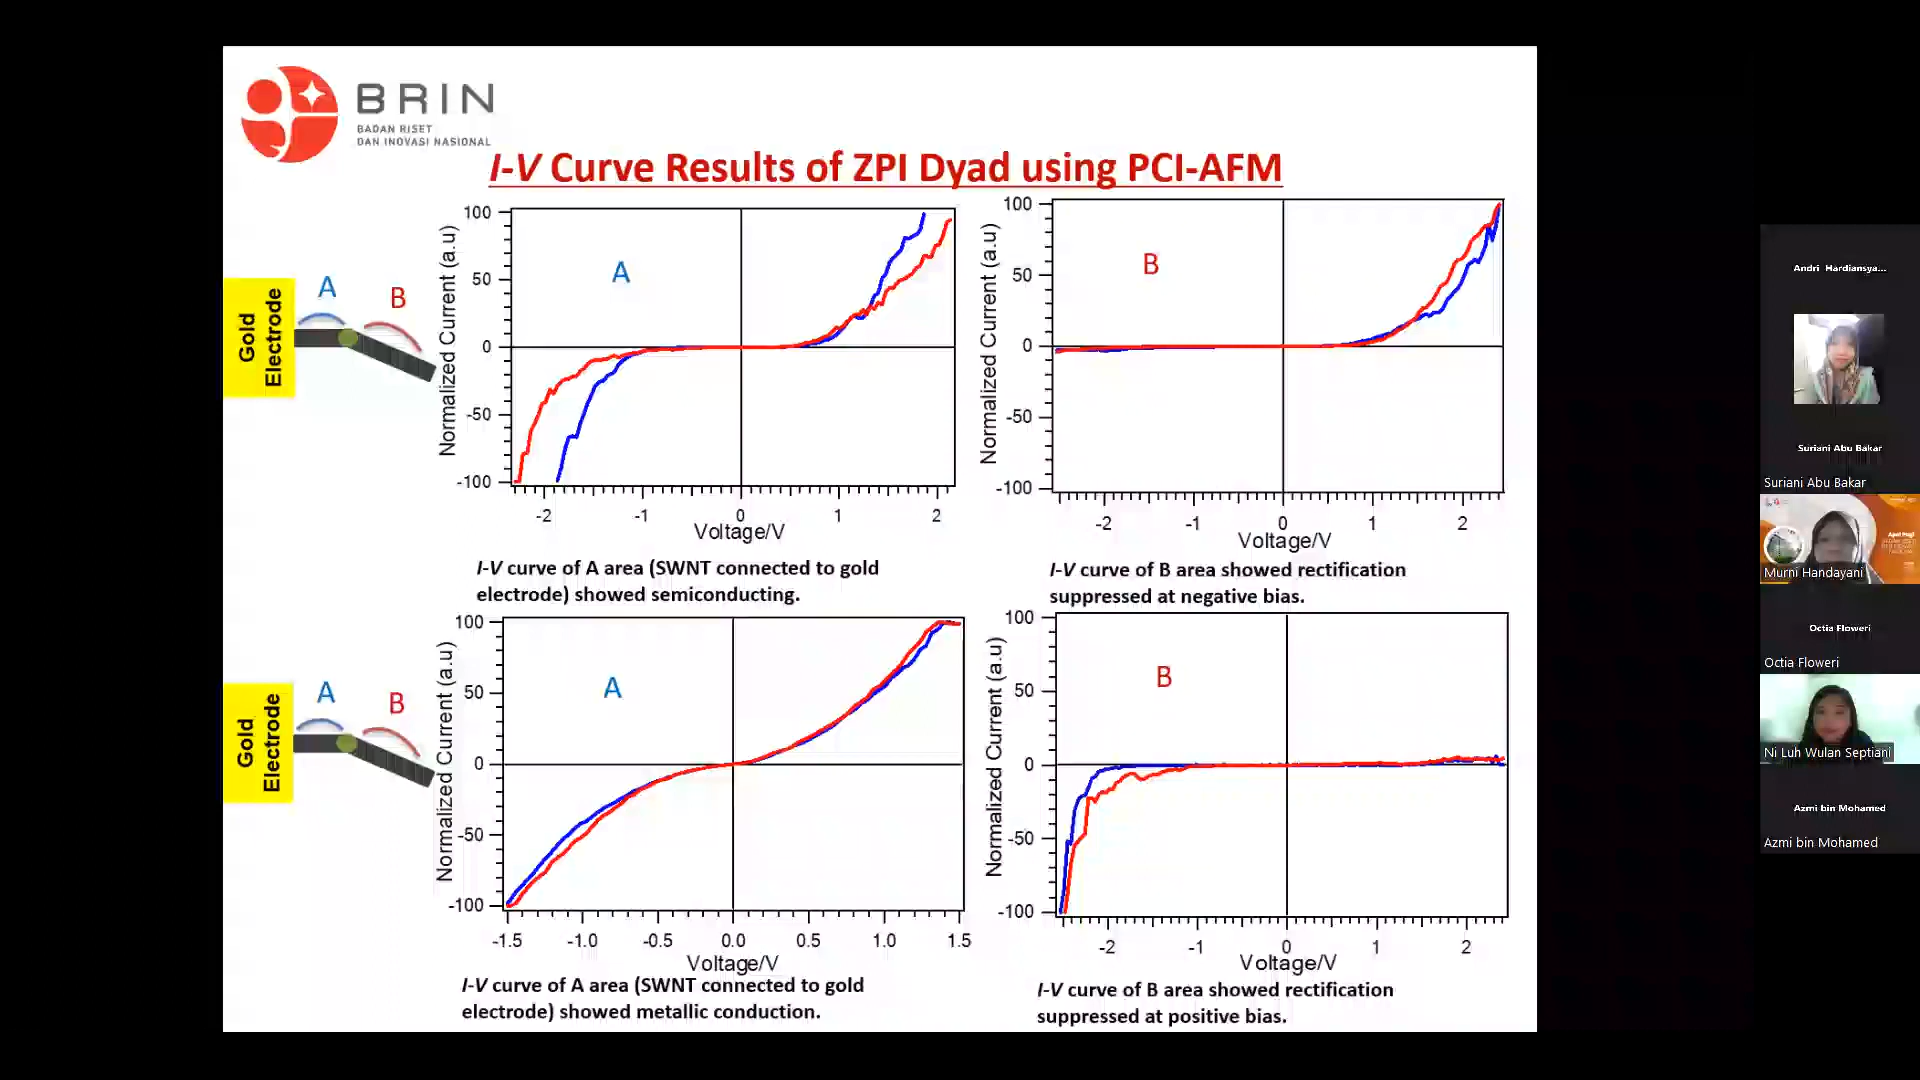 BRIN
BADAN RISET
DAN INOVASI NASIONAL
I-V Curve Results of ZPI Dyad using PCI-AFM
Gold
Electrode
A
B
Normalized Current (a.u)
100
50
0
-50
-100
A
-2
-1
0
1
2
Voltage/V
I-V curve of A area (SWNT connected to gold
electrode) showed semiconducting.
Normalized Current (a.u)
100
50
0
-50
-100
B
-2
-1
0
1
2
Voltage/V
I-V curve of B area showed rectification
suppressed at negative bias.
Gold
Electrode
A
B
Normalized Current (a.u)
100
50
0
-50
-100
A
-1.5
-1.0
-0.5
0.0
0.5
1.0
1.5
Voltage/V
I-V curve of A area (SWNT connected to gold
electrode) showed metallic conduction.
Normalized Current (a.u)
100
50
0
-50
-100
B
-2
-1
0
1
2
Voltage/V
I-V curve of B area showed rectification
suppressed at positive bias.
Andri Hardiansya...
Suriani Abu Bakar
Suriani Abu Bakar
Murni Handayani
Octia Floweri
Octia Floweri
Ni Luh Wulan Septiani
Azmi bin Mohamed
Azmi bin Mohamed